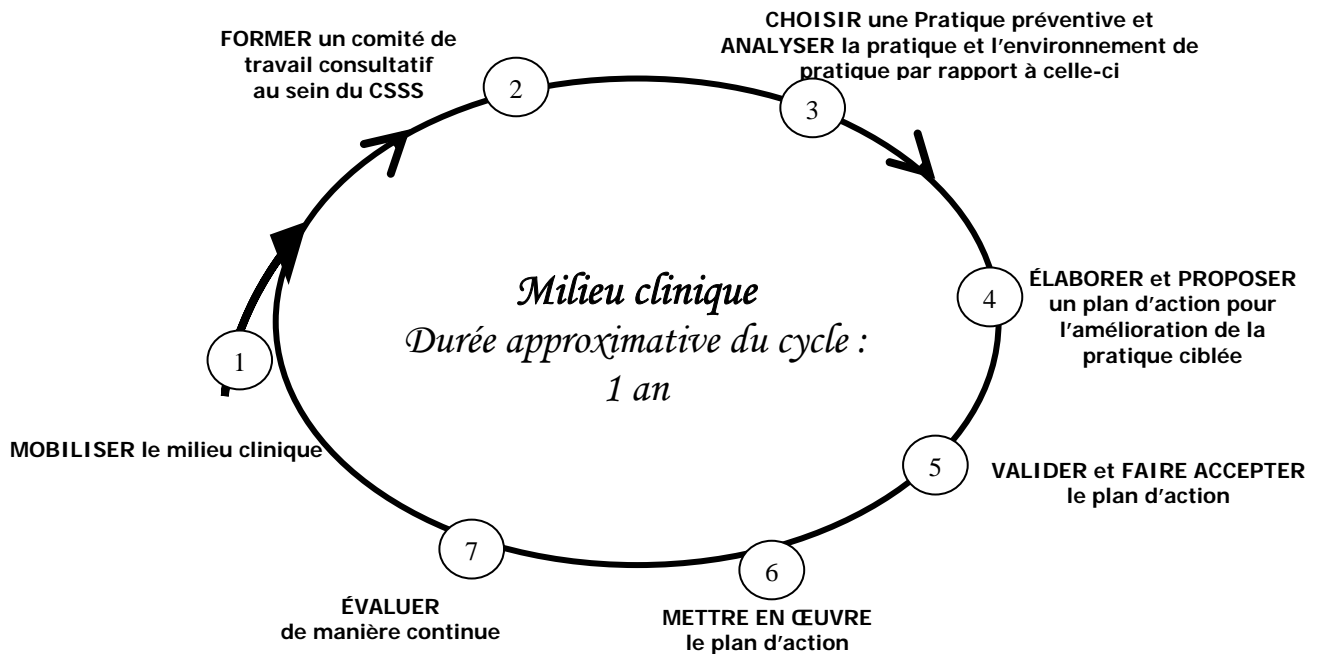 1
MOBILISER le milieu clinique
2
FORMER un comité de
travail consultatif
au sein du CSSS
3
CHOISIR une Pratique préventive et
ANALYSER la pratique et l'environnement de
pratique par rapport à celle-ci
4
ÉLABORER et PROPOSER
un plan d'action pour
l'amélioration de la
pratique ciblée
5
VALIDER et FAIRE ACCEPTER
le plan d'action
6
METTRE EN ŒUVRE
le plan d'action
7
ÉVALUER
de manière continue
Milieu clinique
Durée approximative du cycle :
1 an